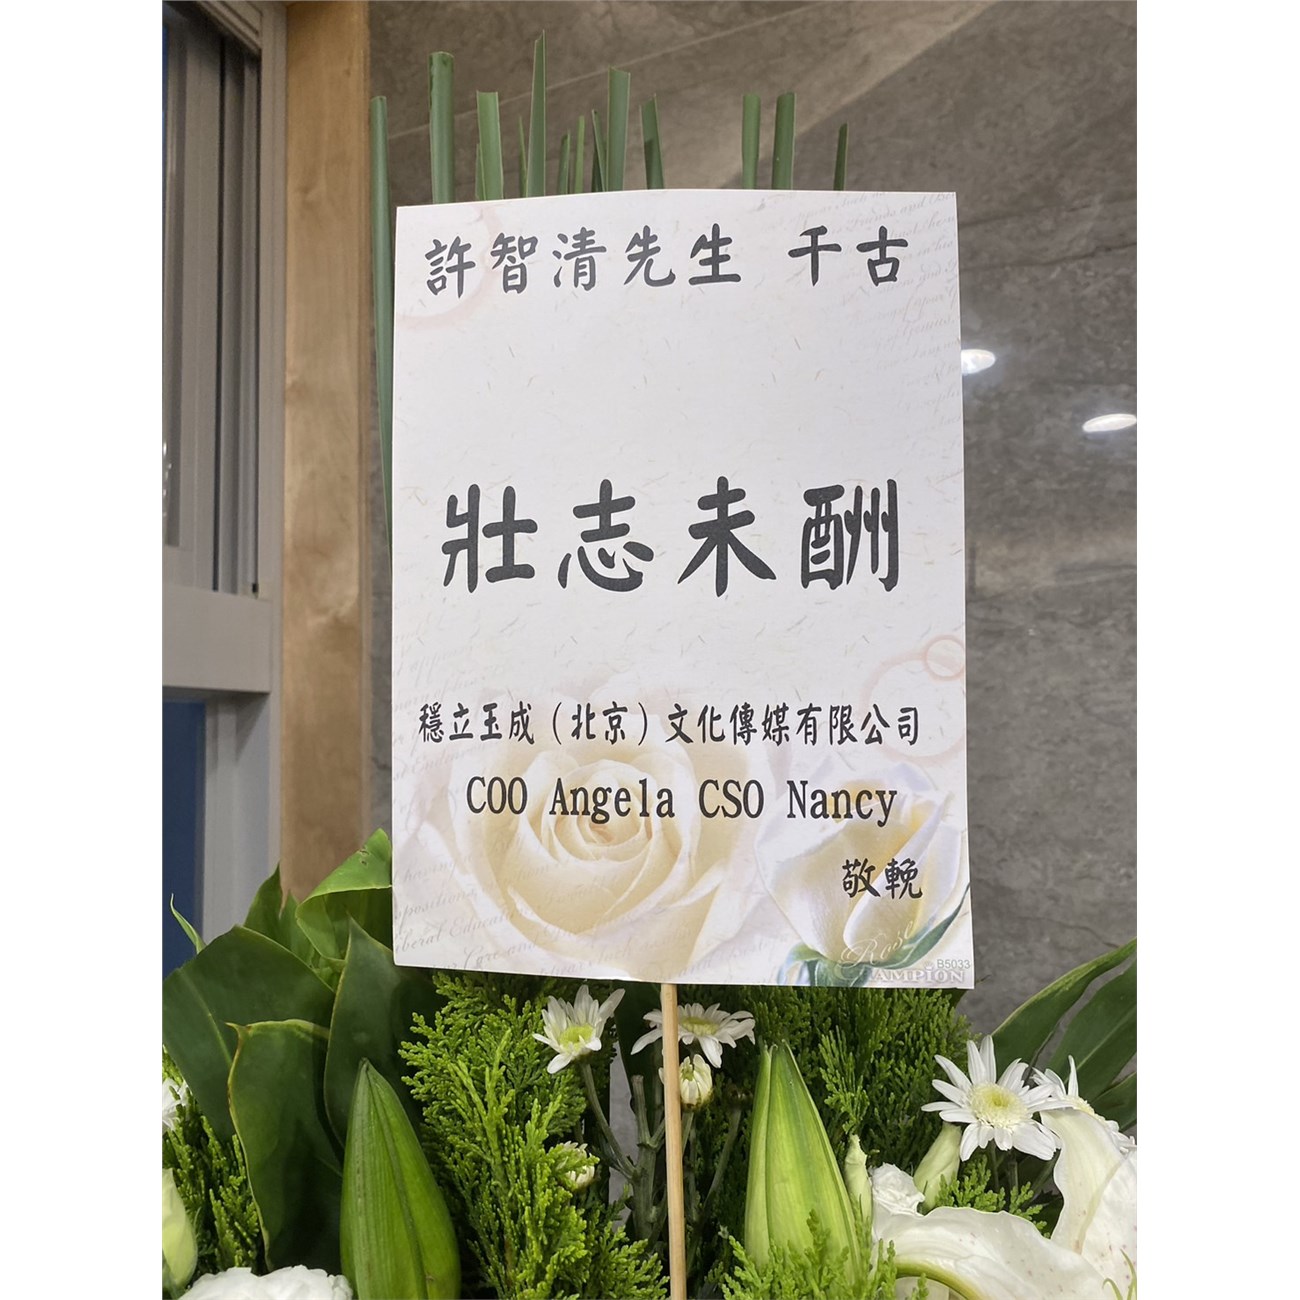 許智清先生 千古
壯志未酬
穩立玉成（北京）文化傳媒有限公司
COO Angela CSO Nancy
敬輓
B5033